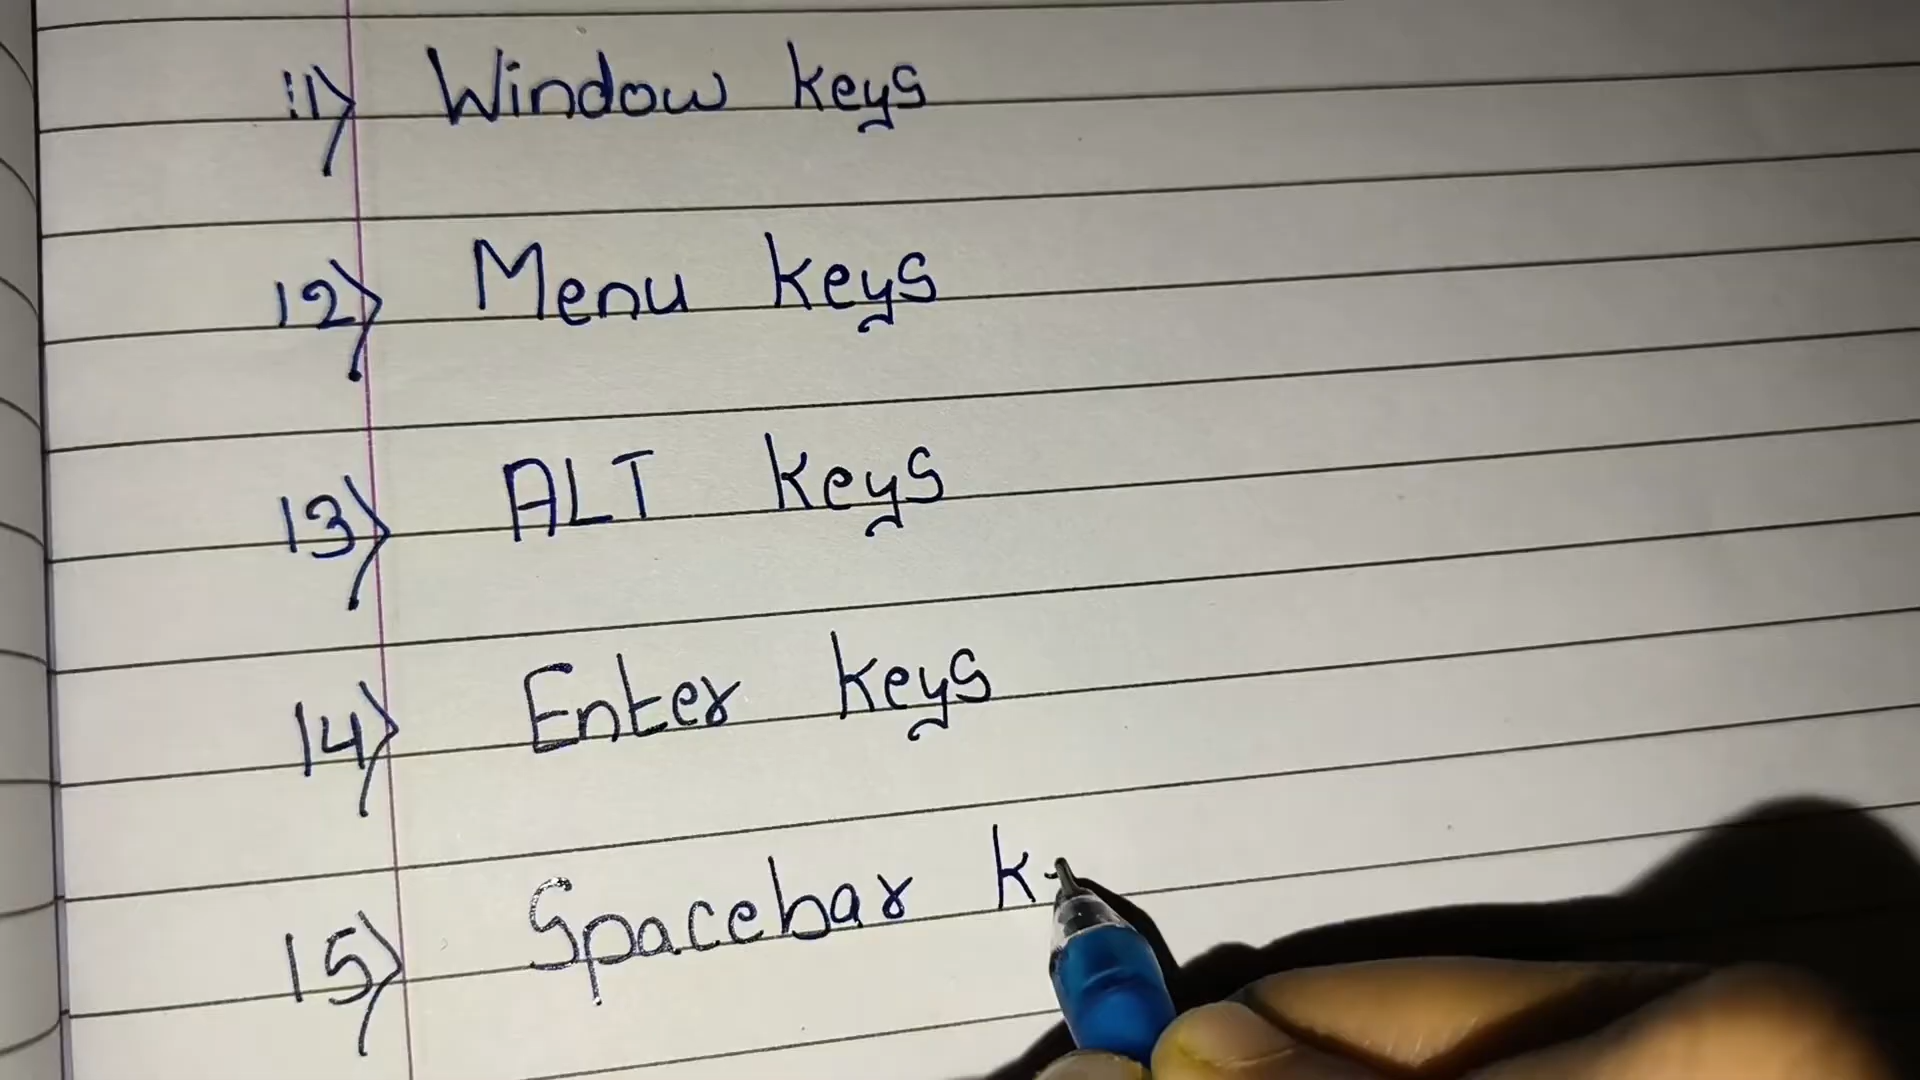 11) Window keys
12) Menu keys
13) ALT keys
14) Enter keys
15) Spacebar k